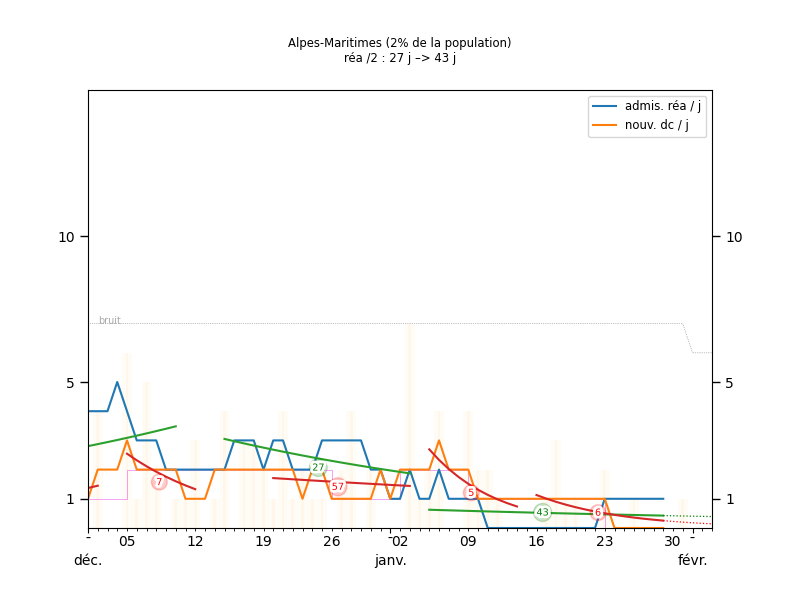 Alpes-Maritimes (2% de la population)
réa /2 : 27 j –> 43 j
admis. réa / j
nouv. dc / j
10
10
bruit
5
5
27
7
57
5
43
6
1
1
- 05 12 19 26 -02 09 16 23 30 -
déc. janv. févr.